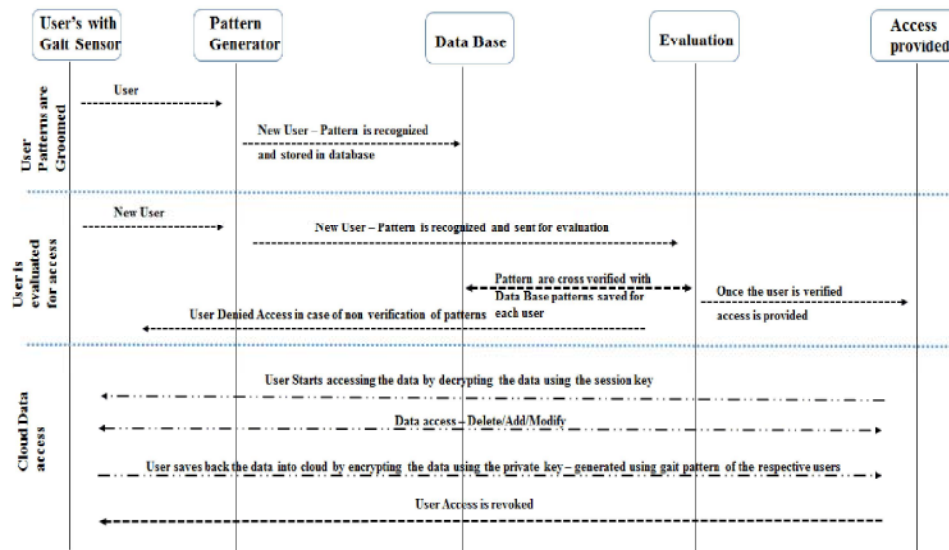 User's with
Gait Sensor
Pattern
Generator
Data Base
Evaluation
Access
provided
User
Patterns are
Groomed
User
New User – Pattern is recognized
and stored in database
User is
evaluated
for access
New User
New User – Pattern is recognized and sent for evaluation
Pattern are cross verified with
Data Base patterns saved for
each user
Once the user is verified
access is provided
User Denied Access in case of non verification of patterns
Cloud Data
access
User Starts accessing the data by decrypting the data using the session key
Data access – Delete/Add/Modify
User saves back the data into cloud by encrypting the data using the private key – generated using gait pattern of the respective users
User Access is revoked